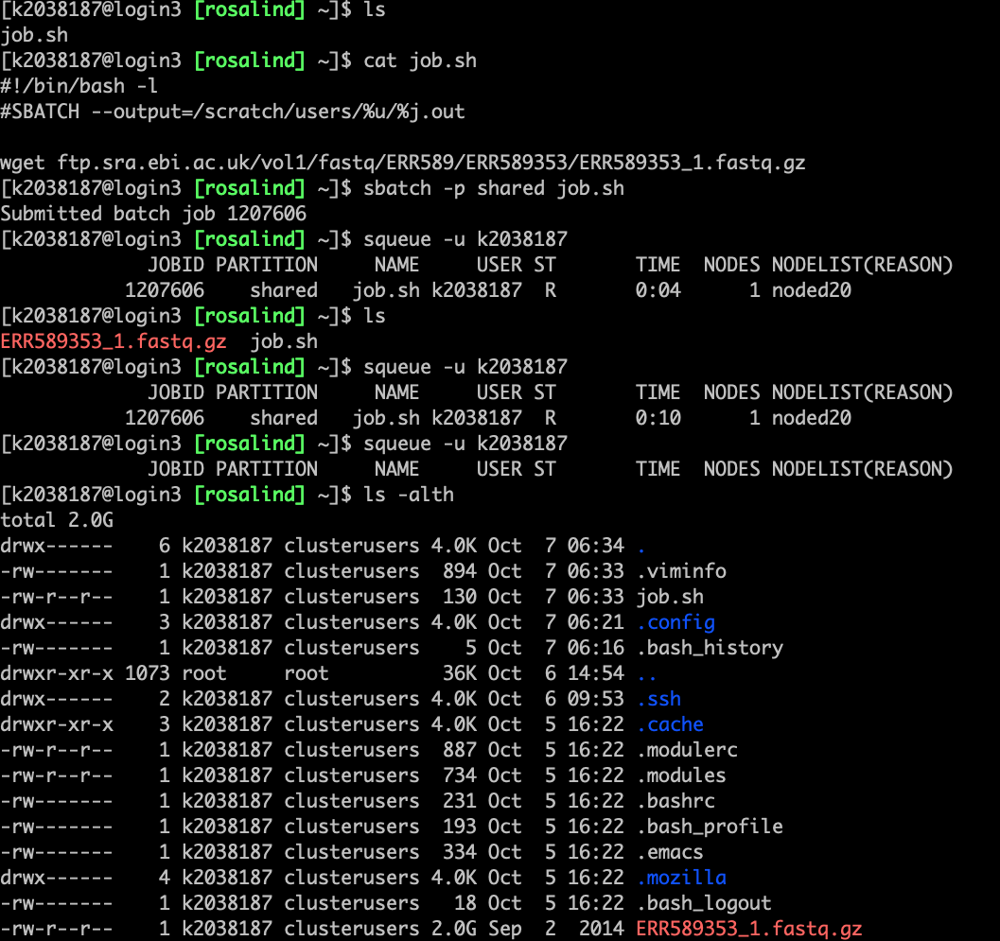 [k2038187@login3 [rosalind] ~]$ ls
job.sh
[k2038187@login3 [rosalind] ~]$ cat job.sh
#!/bin/bash -l
#SBATCH --output=/scratch/users/%u/%j.out

wget ftp.sra.ebi.ac.uk/vol1/fastq/ERR589/ERR589353/ERR589353_1.fastq.gz
[k2038187@login3 [rosalind] ~]$ sbatch -p shared job.sh
Submitted batch job 1207606
[k2038187@login3 [rosalind] ~]$ squeue -u k2038187
             JOBID PARTITION     NAME     USER ST       TIME  NODES NODELIST(REASON)
           1207606    shared   job.sh k2038187  R       0:04      1 noded20
[k2038187@login3 [rosalind] ~]$ ls
ERR589353_1.fastq.gz  job.sh
[k2038187@login3 [rosalind] ~]$ squeue -u k2038187
             JOBID PARTITION     NAME     USER ST       TIME  NODES NODELIST(REASON)
           1207606    shared   job.sh k2038187  R       0:10      1 noded20
[k2038187@login3 [rosalind] ~]$ squeue -u k2038187
             JOBID PARTITION     NAME     USER ST       TIME  NODES NODELIST(REASON)
[k2038187@login3 [rosalind] ~]$ ls -alth
total 2.0G
drwx------    6 k2038187 clusterusers 4.0K Oct  7 06:34 .
-rw-------    1 k2038187 clusterusers  894 Oct  7 06:33 .viminfo
-rw-r--r--    1 k2038187 clusterusers  130 Oct  7 06:33 job.sh
drwx------    3 k2038187 clusterusers 4.0K Oct  7 06:21 .config
-rw-------    1 k2038187 clusterusers    5 Oct  7 06:16 .bash_history
drwxr-xr-x 1073 root     root          36K Oct  6 14:54 ..
drwx------    2 k2038187 clusterusers 4.0K Oct  6 09:53 .ssh
drwxr-xr-x    3 k2038187 clusterusers 4.0K Oct  5 16:22 .cache
-rw-r--r--    1 k2038187 clusterusers  887 Oct  5 16:22 .modulerc
-rw-r--r--    1 k2038187 clusterusers  734 Oct  5 16:22 .modules
-rw-------    1 k2038187 clusterusers  231 Oct  5 16:22 .bashrc
-rw-------    1 k2038187 clusterusers  193 Oct  5 16:22 .bash_profile
-rw-------    1 k2038187 clusterusers  334 Oct  5 16:22 .emacs
drwx------    4 k2038187 clusterusers 4.0K Oct  5 16:22 .mozilla
-rw-------    1 k2038187 clusterusers   18 Oct  5 16:22 .bash_logout
-rw-r--r--    1 k2038187 clusterusers 2.0G Sep  2  2014 ERR589353_1.fastq.gz